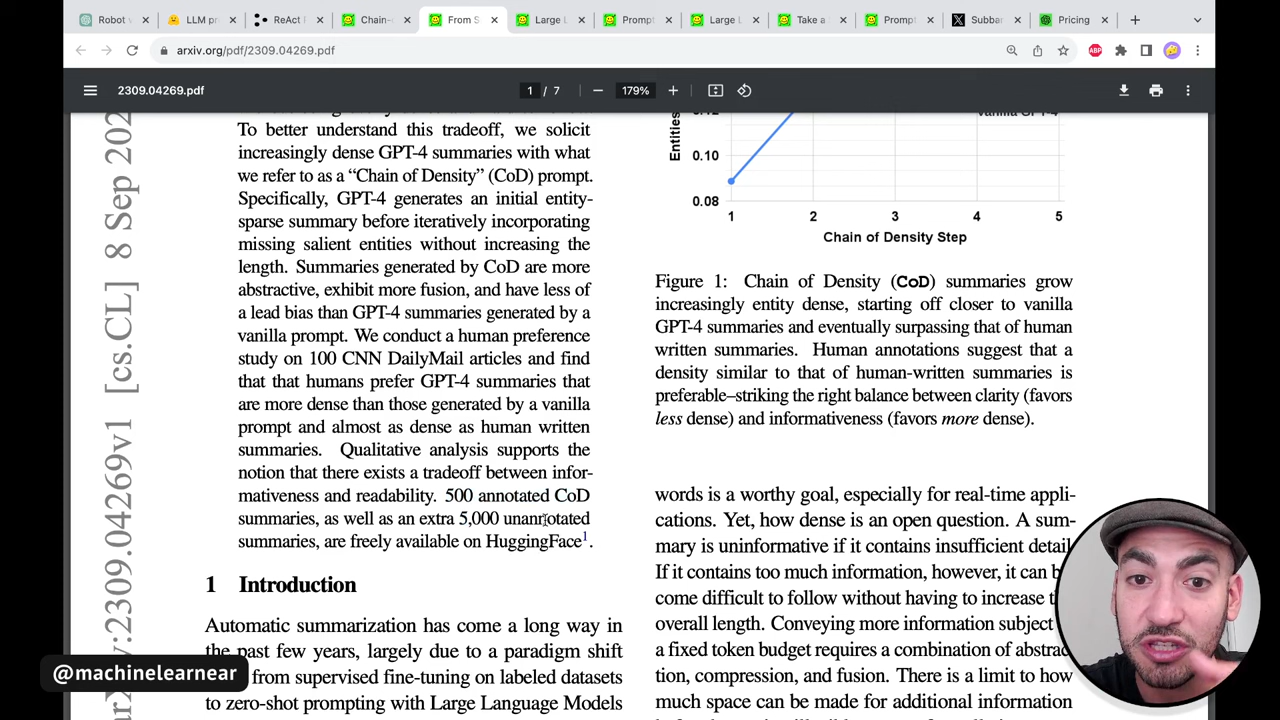 Robot
LLM
ReAct
Chain-
From S
Large L
Prompt
Large L
Take a
Prompt
Subba
Pricing
arxiv.org/pdf/2309.04269.pdf
ABP
2309.04269.pdf
1 / 7
179%
To better understand this tradeoff, we solicit
increasingly dense GPT-4 summaries with what
we refer to as a “Chain of Density” (CoD) prompt.
Specifically, GPT-4 generates an initial entity-
sparse summary before iteratively incorporating
missing salient entities without increasing the
length. Summaries generated by CoD are more
abstractive, exhibit more fusion, and have less of
a lead bias than GPT-4 summaries generated by a
vanilla prompt. We conduct a human preference
study on 100 CNN DailyMail articles and find
that that humans prefer GPT-4 summaries that
are more dense than those generated by a vanilla
prompt and almost as dense as human written
summaries. Qualitative analysis supports the
notion that there exists a tradeoff between infor-
mativeness and readability. 500 annotated CoD
summaries, as well as an extra 5,000 unannotated
summaries, are freely available on HuggingFace1.
1 Introduction
Automatic summarization has come a long way in
the past few years, largely due to a paradigm shift
from supervised fine-tuning on labeled datasets
to zero-shot prompting with Large Language Models
Entities
0.10
0.08
1 2 3 4 5
Chain of Density Step
Figure 1: Chain of Density (CoD) summaries grow
increasingly entity dense, starting off closer to vanilla
GPT-4 summaries and eventually surpassing that of human
written summaries. Human annotations suggest that a
density similar to that of human-written summaries is
preferable–striking the right balance between clarity (favors
less dense) and informativeness (favors more dense).
words is a worthy goal, especially for real-time appli-
cations. Yet, how dense is an open question. A sum-
mary is uninformative if it contains insufficient detail
If it contains too much information, however, it can b
come difficult to follow without having to increase t
overall length. Conveying more information subject
a fixed token budget requires a combination of abstrac
tion, compression, and fusion. There is a limit to how
much space can be made for additional information
:2309.04269v1 [cs.CL] 8 Sep 202
@machinelearnear